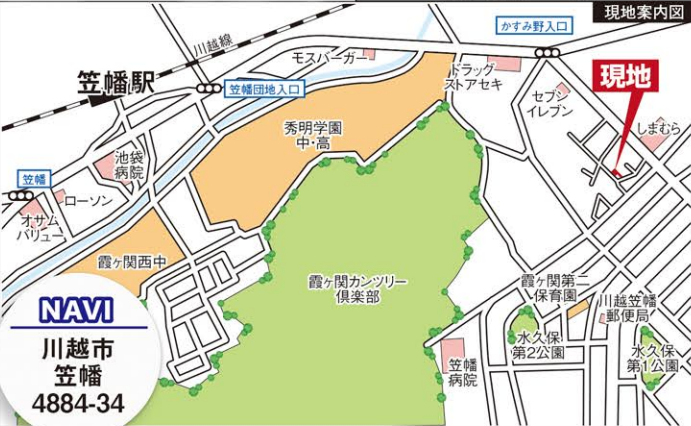 現地案内図
かすみ野入口
川越線
モスバーガー
ドラッグ
ストアセキ
現地
笠幡駅
笠幡団地入口
セブン
イレブン
秀明学園
中・高
しまむら
池袋
病院
笠幡
ローソン
オサム
バリュー
霞ヶ関西中
霞ヶ関カンツリー
倶楽部
霞ヶ関第二
保育園
川越笠幡
郵便局
水久保
第2公園
水久保
第1公園
笠幡
病院
NAVI
川越市
笠幡
4884-34